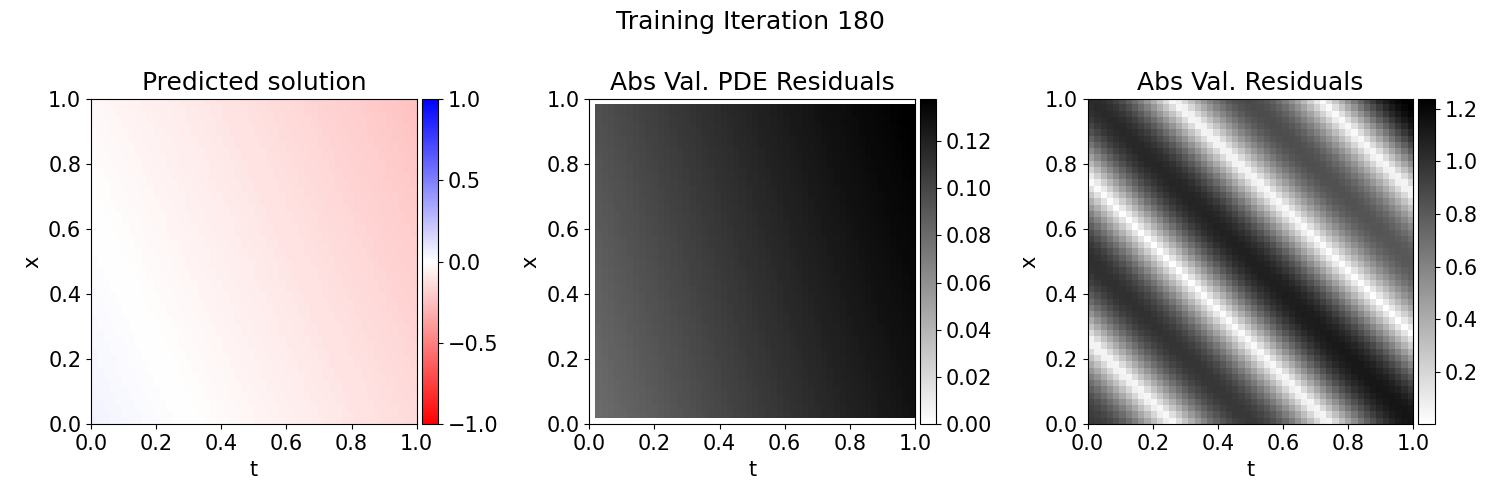 Training Iteration 180
Predicted solution
1.0
0.8
0.6
0.4
0.2
0.0
x
0.0 0.2 0.4 0.6 0.8 1.0
t
1.0
0.5
0.0
−0.5
−1.0
Abs Val. PDE Residuals
1.0
0.8
0.6
0.4
0.2
0.0
x
0.0 0.2 0.4 0.6 0.8 1.0
t
0.12
0.10
0.08
0.06
0.04
0.02
0.00
Abs Val. Residuals
1.0
0.8
0.6
0.4
0.2
0.0
x
0.0 0.2 0.4 0.6 0.8 1.0
t
1.2
1.0
0.8
0.6
0.4
0.2